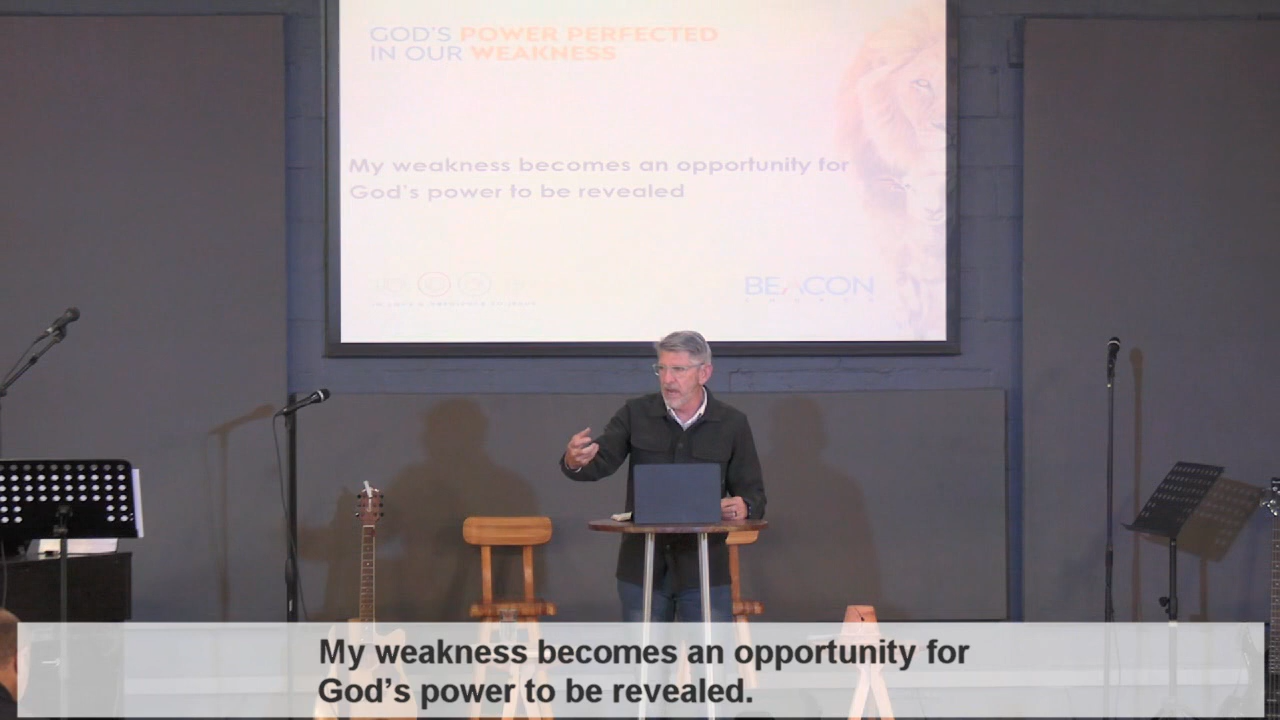 GOD'S POWER PERFECTED
IN OUR WEAKNESS
My weakness becomes an opportunity for
God's power to be revealed
BEACON
My weakness becomes an opportunity for
God's power to be revealed.